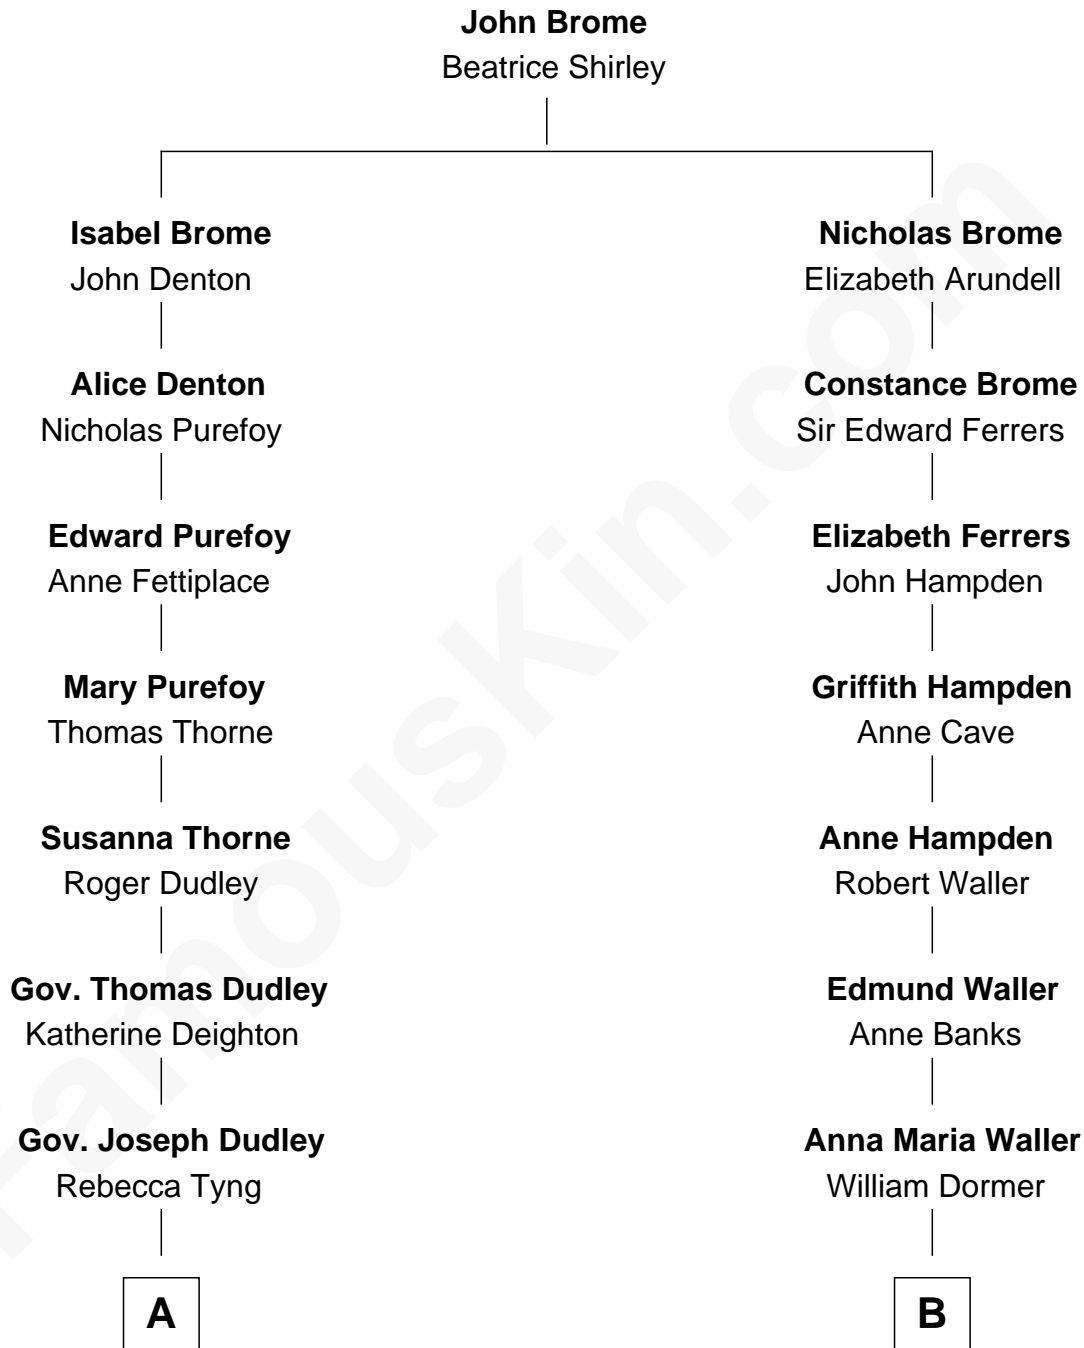 John Brome
Beatrice Shirley
Isabel Brome
John Denton
Nicholas Brome
Elizabeth Arundell
Alice Denton
Nicholas Purefoy
Constance Brome
Sir Edward Ferrers
Edward Purefoy
Anne Fettiplace
Elizabeth Ferrers
John Hampden
Mary Purefoy
Thomas Thorne
Griffith Hampden
Anne Cave
Susanna Thorne
Roger Dudley
Anne Hampden
Robert Waller
Gov. Thomas Dudley
Katherine Deighton
Edmund Waller
Anne Banks
Gov. Joseph Dudley
Rebecca Tyng
Anna Maria Waller
William Dormer
A
B
FamousKin.com